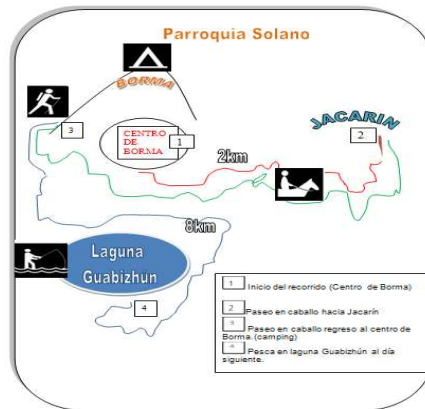 Parroquia Solano
BORMA
JACARIN
3
CENTRO
DE
BORMA
1
2
2km
8km
Laguna
Guabizhún
4
1 Inicio del recorrido (Centro de Borma)
2 Paseo en caballo hacia Jacarín
3 Paseo en caballo regreso al centro de
Borma.(camping)
4 Pesca en laguna Guabizhún al día
siguiente.